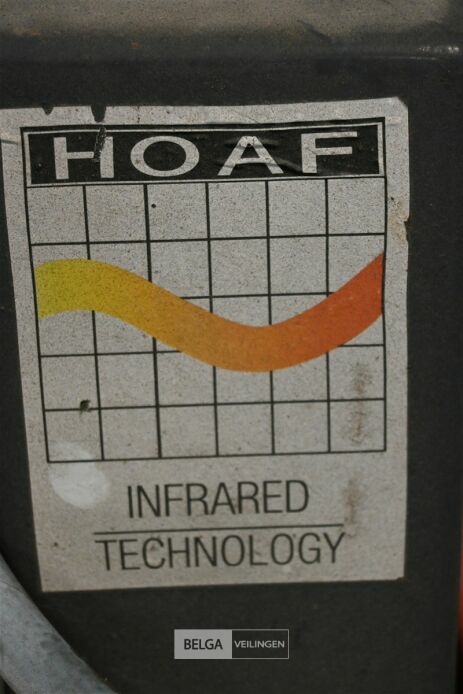 HOAF
INFRARED
TECHNOLOGY
BELGA VEILINGEN